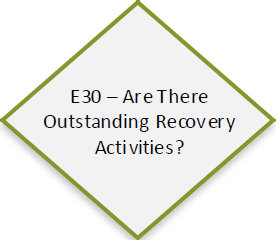 E30 – Are There
Outstanding Recovery
Activities?